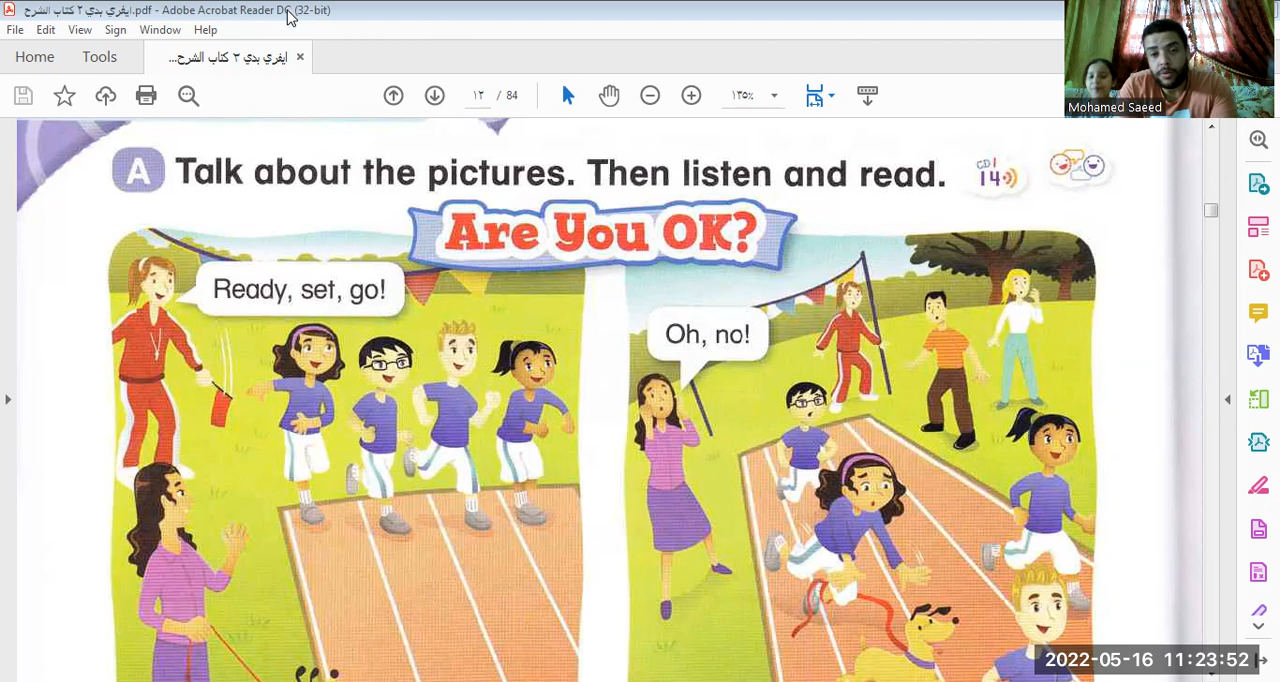 ايفري بدي ٢ كتاب الشرح.pdf - Adobe Acrobat Reader DC (32-bit)
File Edit View Sign Window Help
Home Tools ايفري بدي ٢ كتاب الشرح... ×
١٢ / 84 ١٣٥%
Mohamed Saeed
A Talk about the pictures. Then listen and read. CD1 14
Are You OK?
Ready, set, go!
Oh, no!
2022-05-16 11:23:52